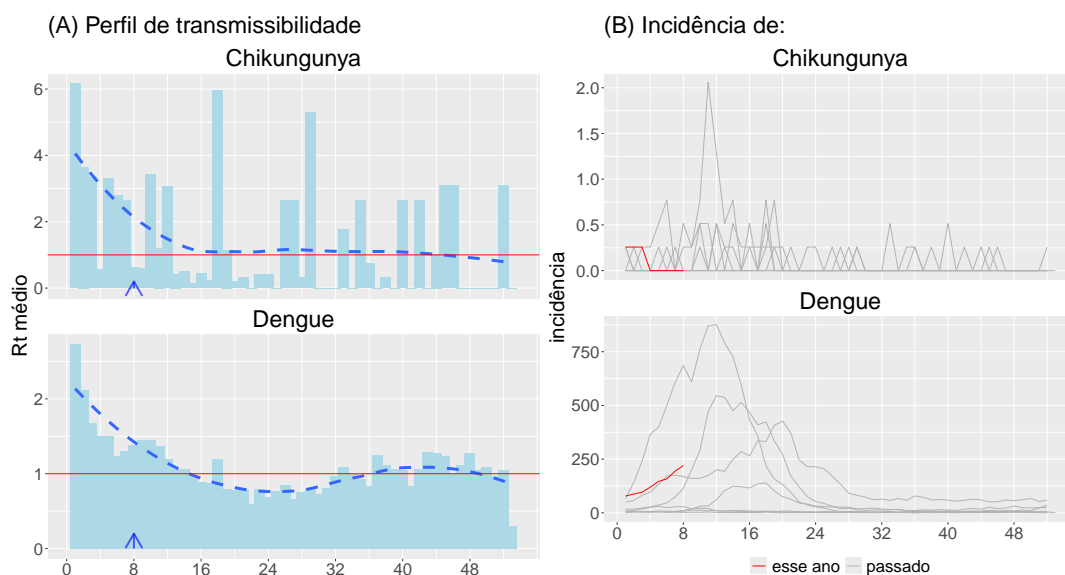 (A) Perfil de transmissibilidade
Chikungunya
6
4
2
0
Rt médio
Dengue
2
1
0
0 8 16 24 32 40 48
(B) Incidência de:
Chikungunya
2.0
1.5
1.0
0.5
0.0
incidência
Dengue
750
500
250
0
0 8 16 24 32 40 48
esse ano passado